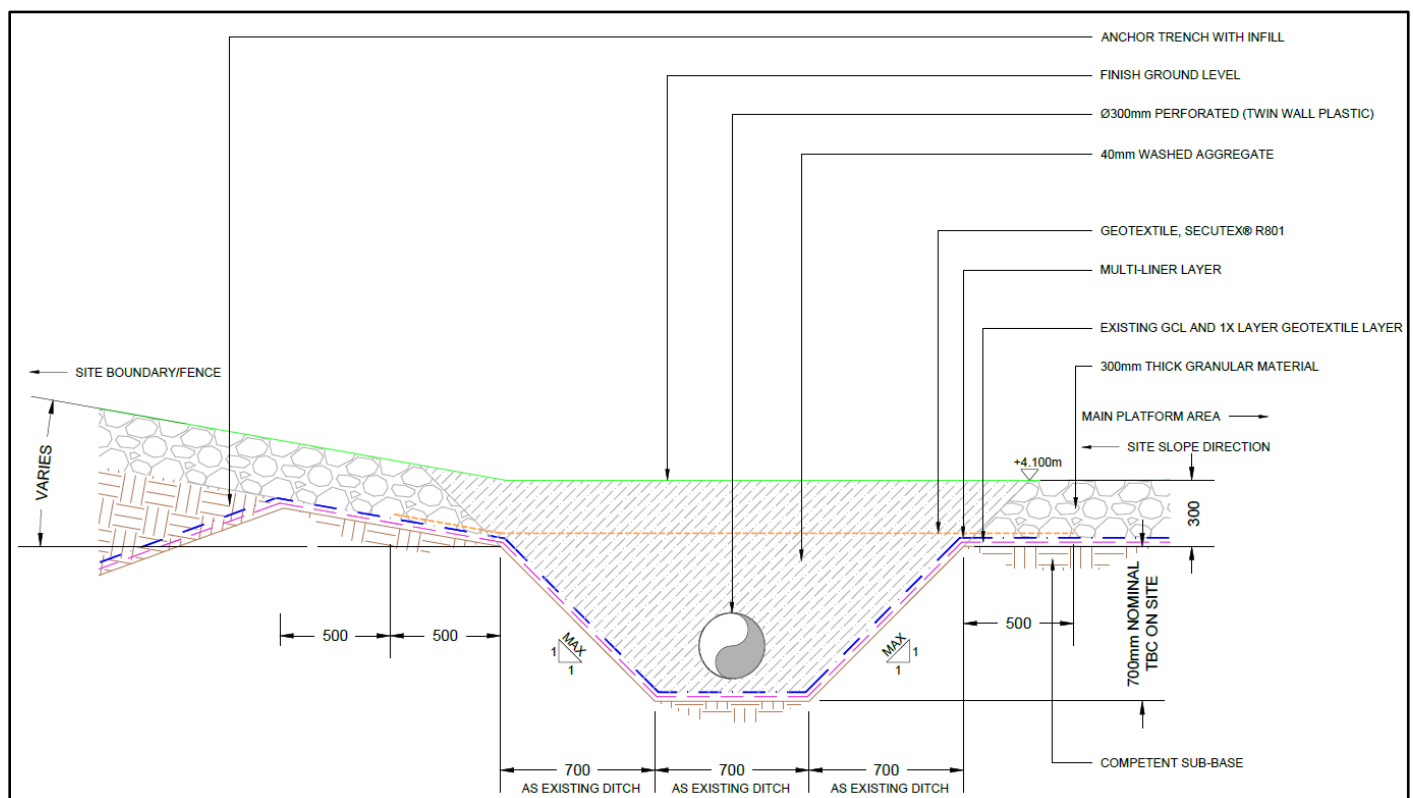 ANCHOR TRENCH WITH INFILL
FINISH GROUND LEVEL
Ø300mm PERFORATED (TWIN WALL PLASTIC)
40mm WASHED AGGREGATE
GEOTEXTILE, SECUTEX® R801
MULTI-LINER LAYER
EXISTING GCL AND 1X LAYER GEOTEXTILE LAYER
300mm THICK GRANULAR MATERIAL
SITE BOUNDARY/FENCE
MAIN PLATFORM AREA
SITE SLOPE DIRECTION
+4.100m
VARIES
300
700mm NOMINAL
TBC ON SITE
500
500
500
MAX
1
1
MAX
1
1
COMPETENT SUB-BASE
700
700
700
AS EXISTING DITCH
AS EXISTING DITCH
AS EXISTING DITCH